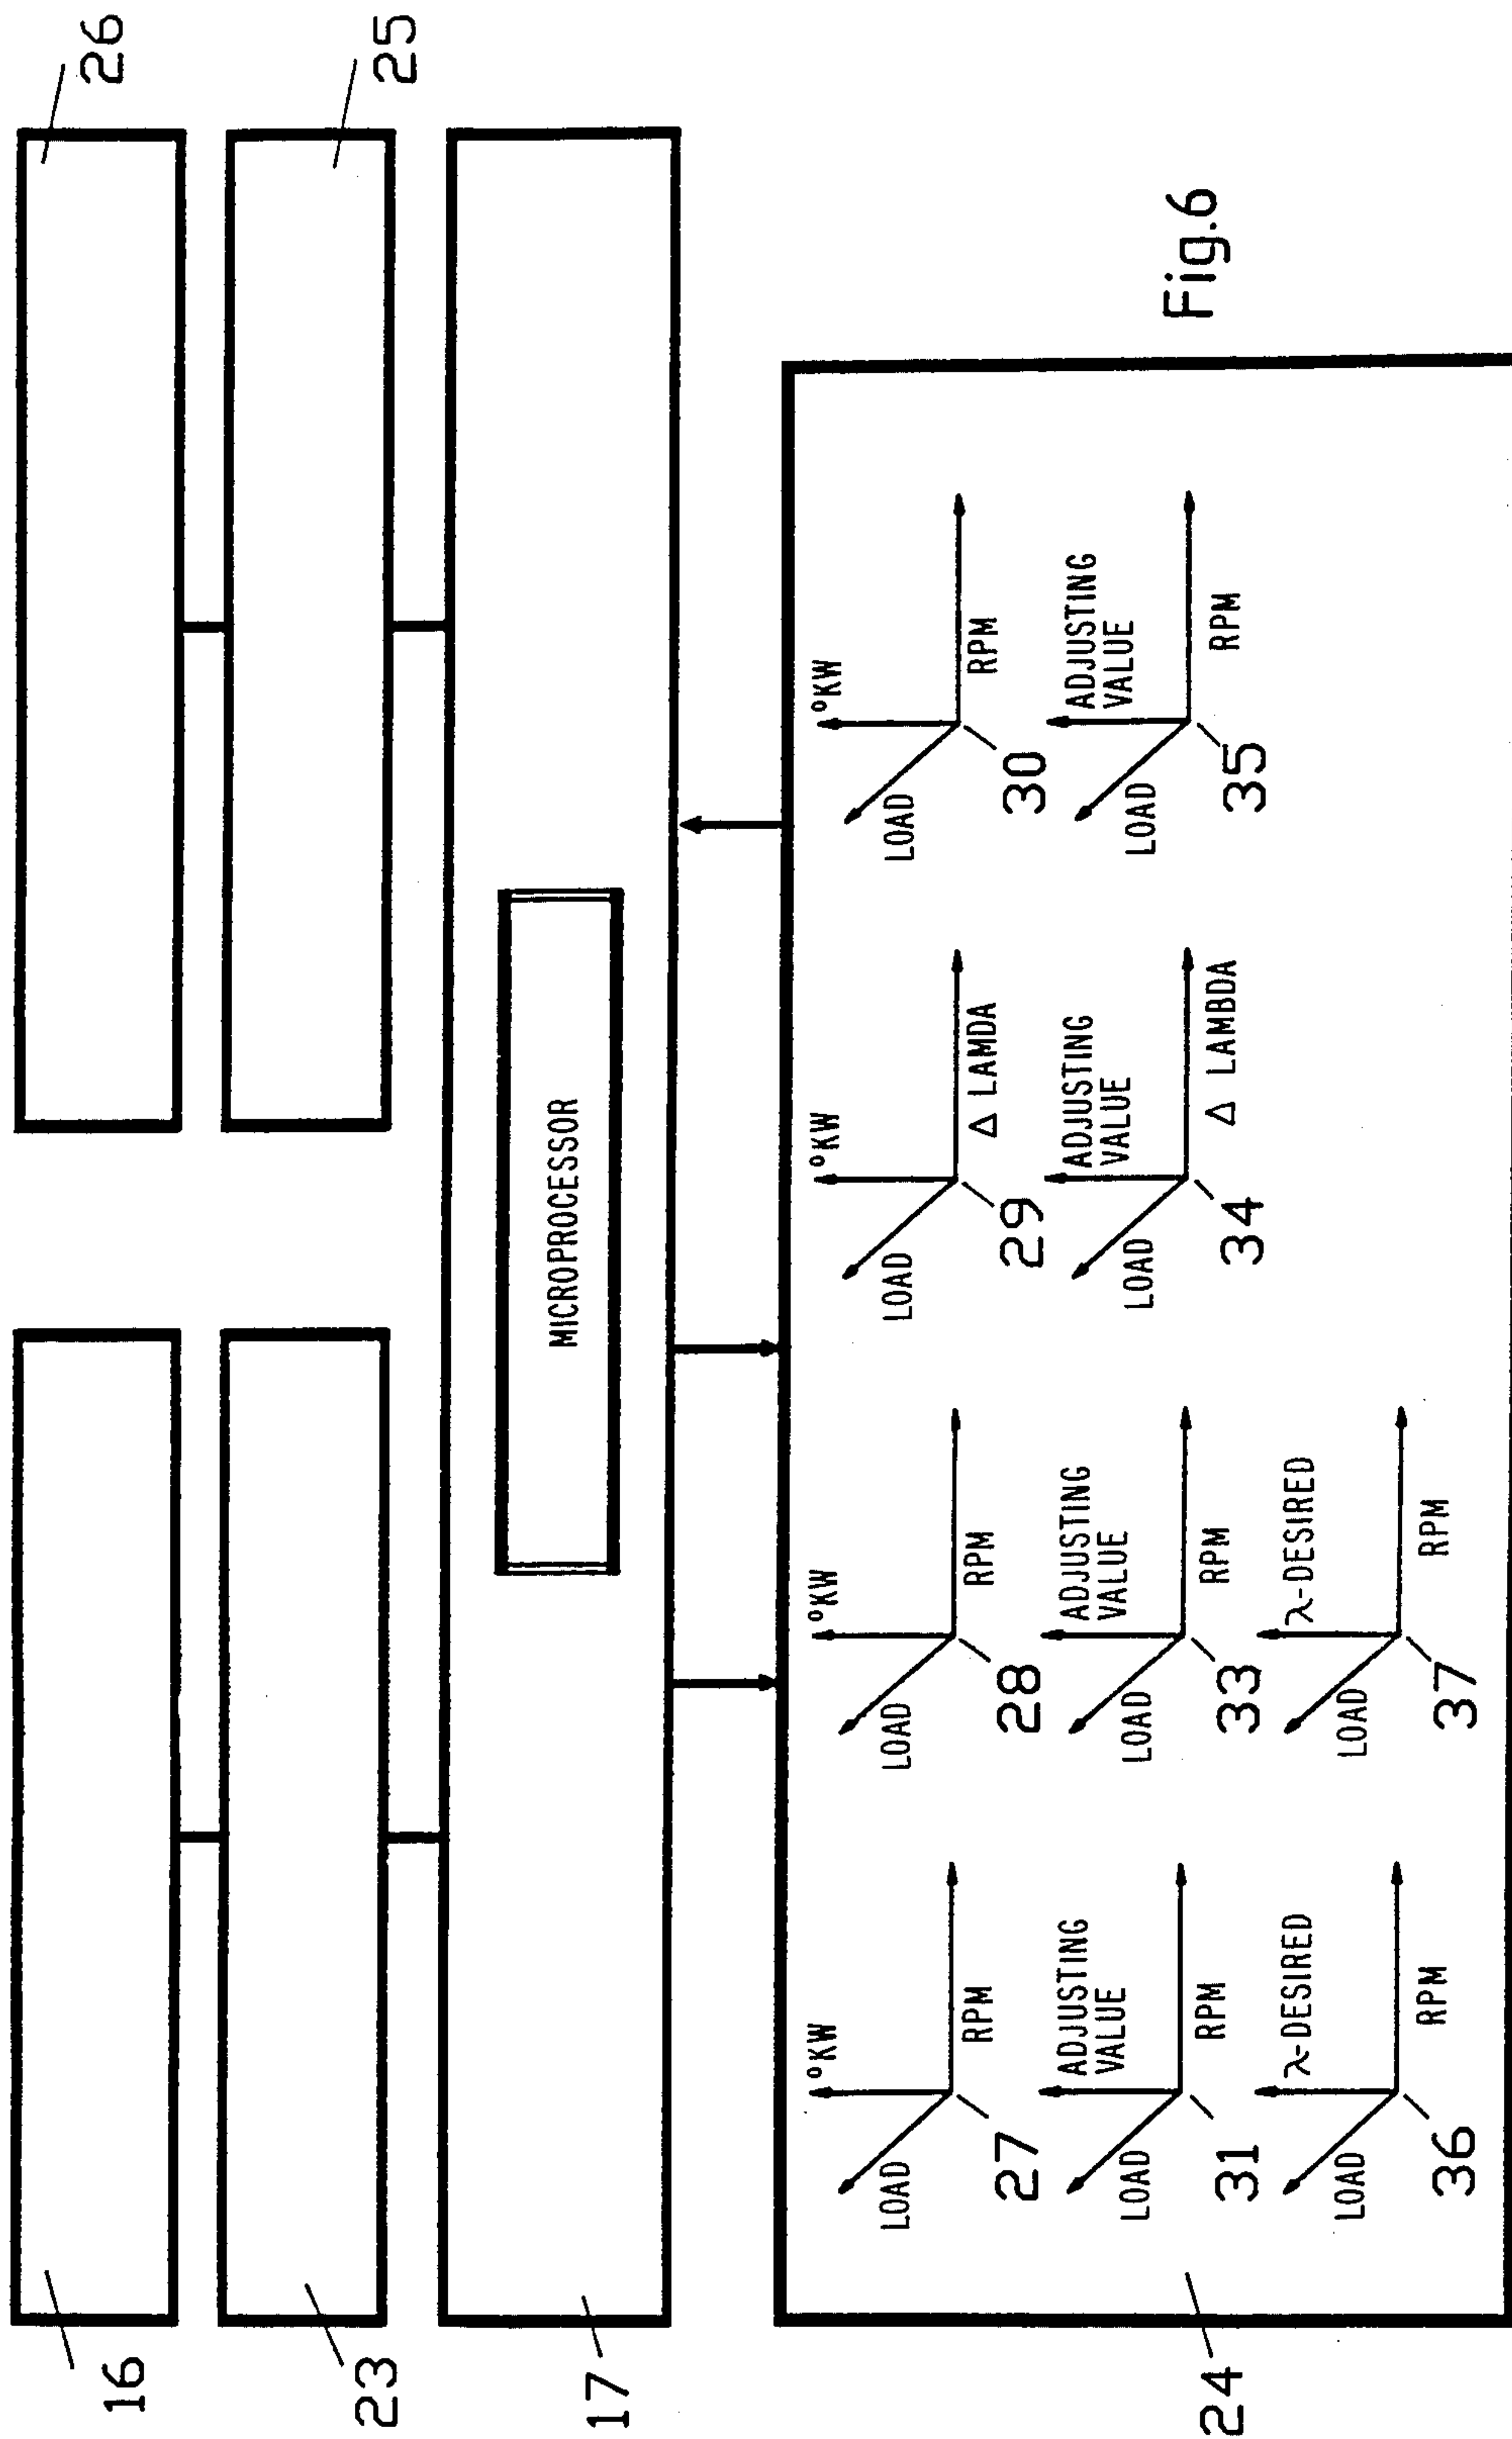 16
26
23
25
17
MICROPROCESSOR
24
°KW
LOAD
RPM
27
°KW
LOAD
RPM
28
°KW
LOAD
Δ LAMDA
29
°KW
LOAD
RPM
30
ADJUSTING
VALUE
LOAD
RPM
31
ADJUSTING
VALUE
LOAD
RPM
33
ADJUSTING
VALUE
LOAD
Δ LAMBDA
34
ADJUSTING
VALUE
LOAD
RPM
35
λ-DESIRED
LOAD
RPM
36
λ-DESIRED
LOAD
RPM
37
Fig.6